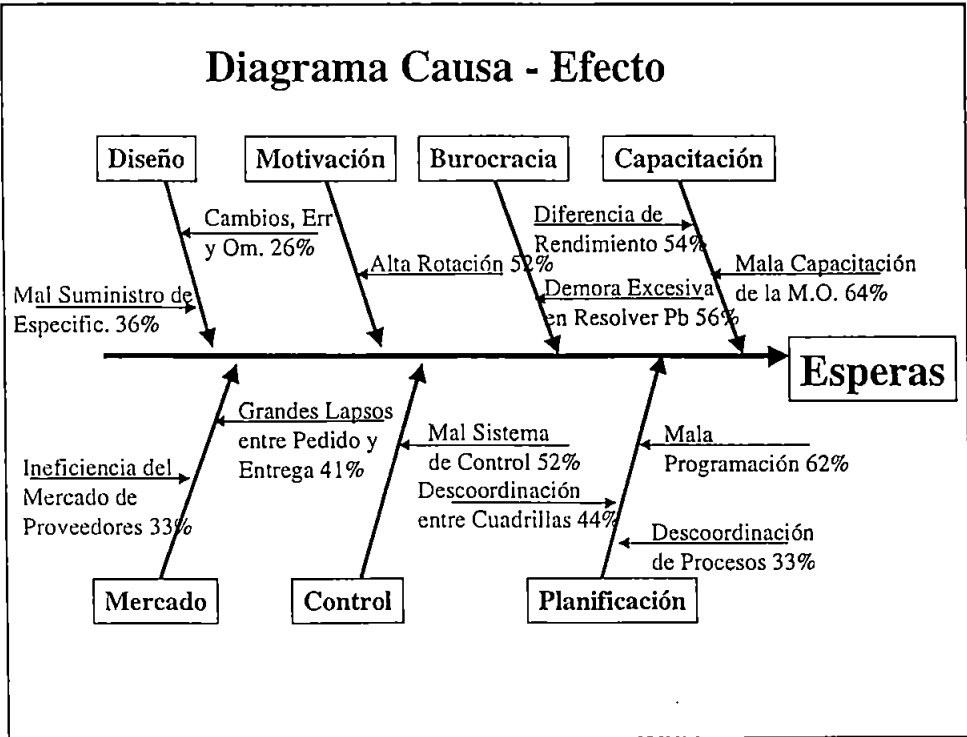 Diagrama Causa - Efecto
Diseño
Motivación
Burocracia
Capacitación
Cambios, Err
y Om. 26%
Mal Suministro de
Especific. 36%
Alta Rotación 52%
Diferencia de
Rendimiento 54%
Demora Excesiva
en Resolver Pb 56%
Mala Capacitación
de la M.O. 64%
Esperas
Grandes Lapsos
entre Pedido y
Entrega 41%
Ineficiencia del
Mercado de
Proveedores 33%
Mal Sistema
de Control 52%
Descoordinación
entre Cuadrillas 44%
Mala
Programación 62%
Descoordinación
de Procesos 33%
Mercado
Control
Planificación